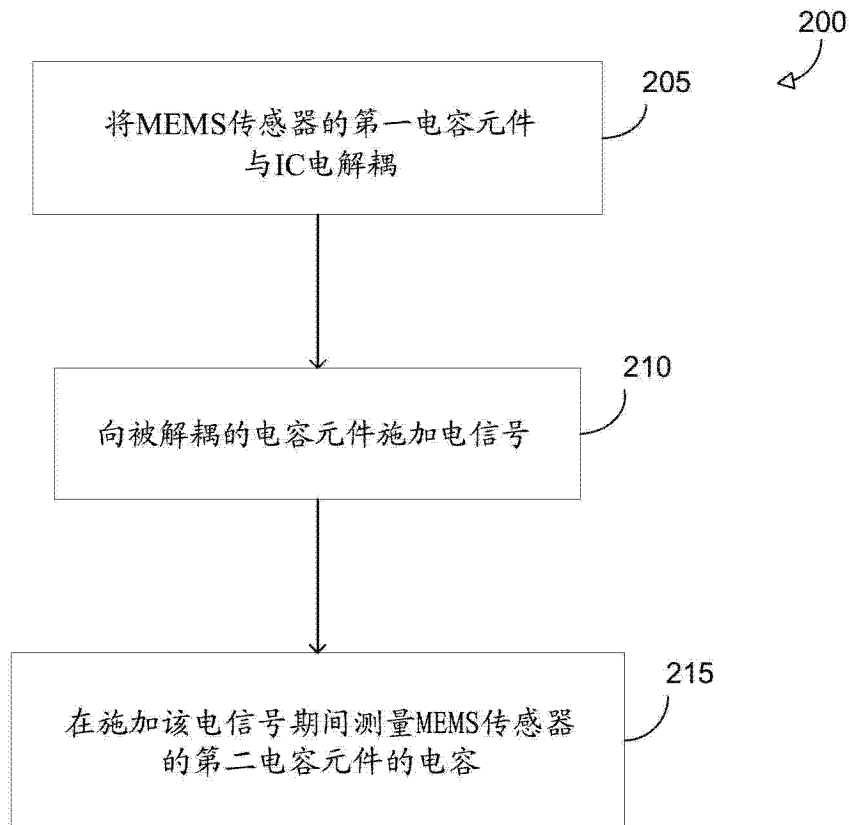 200
205
将MEMS传感器的第一电容元件
与IC电解耦
210
向被解耦的电容元件施加电信号
215
在施加该电信号期间测量MEMS传感器
的第二电容元件的电容